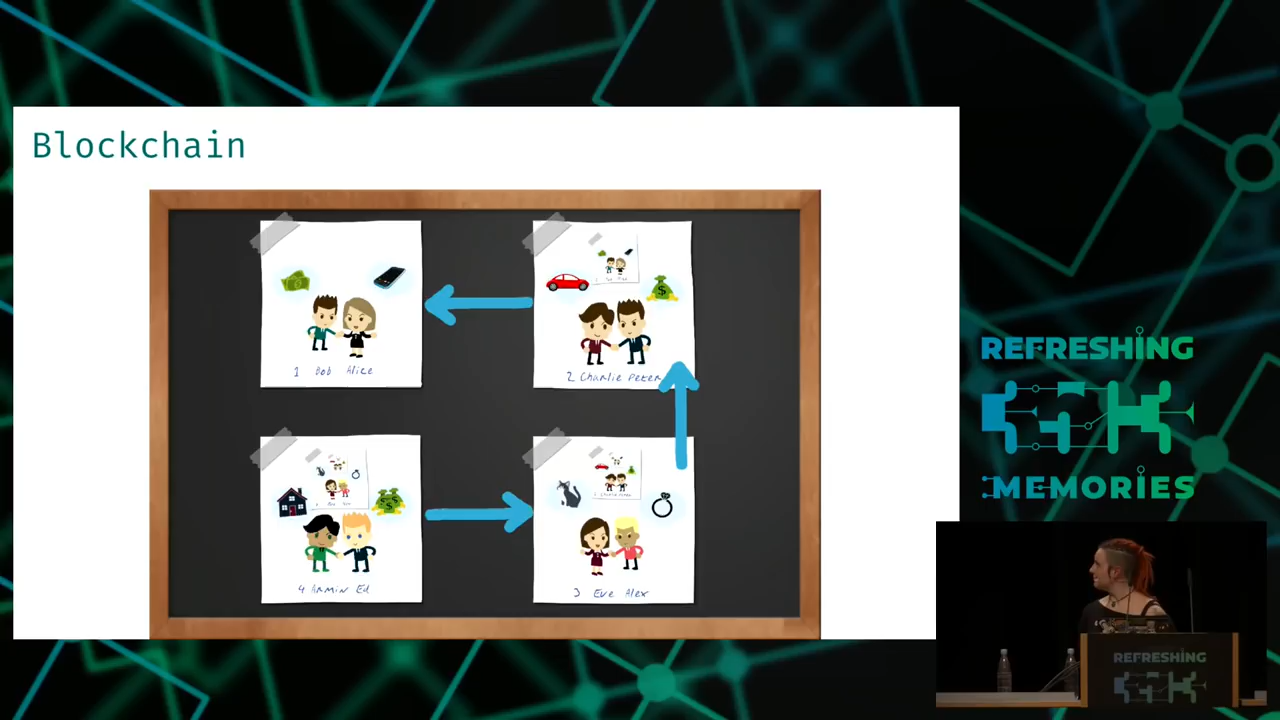 Blockchain
1 Bob Alice
2 Charlie Peter
4 Armin Ed
3 Eve Alex
REFRESHING
MEMORIES
REFRESHING